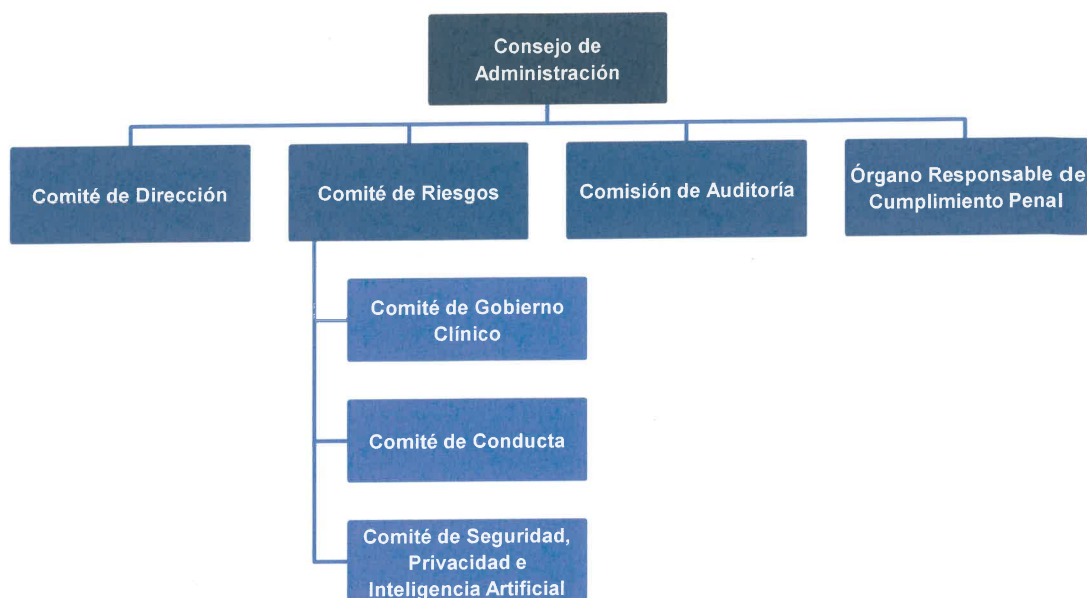 Consejo de
Administración
Comité de Dirección
Comité de Riesgos
Comisión de Auditoría
Órgano Responsable de
Cumplimiento Penal
Comité de Gobierno
Clínico
Comité de Conducta
Comité de Seguridad,
Privacidad e
Inteligencia Artificial